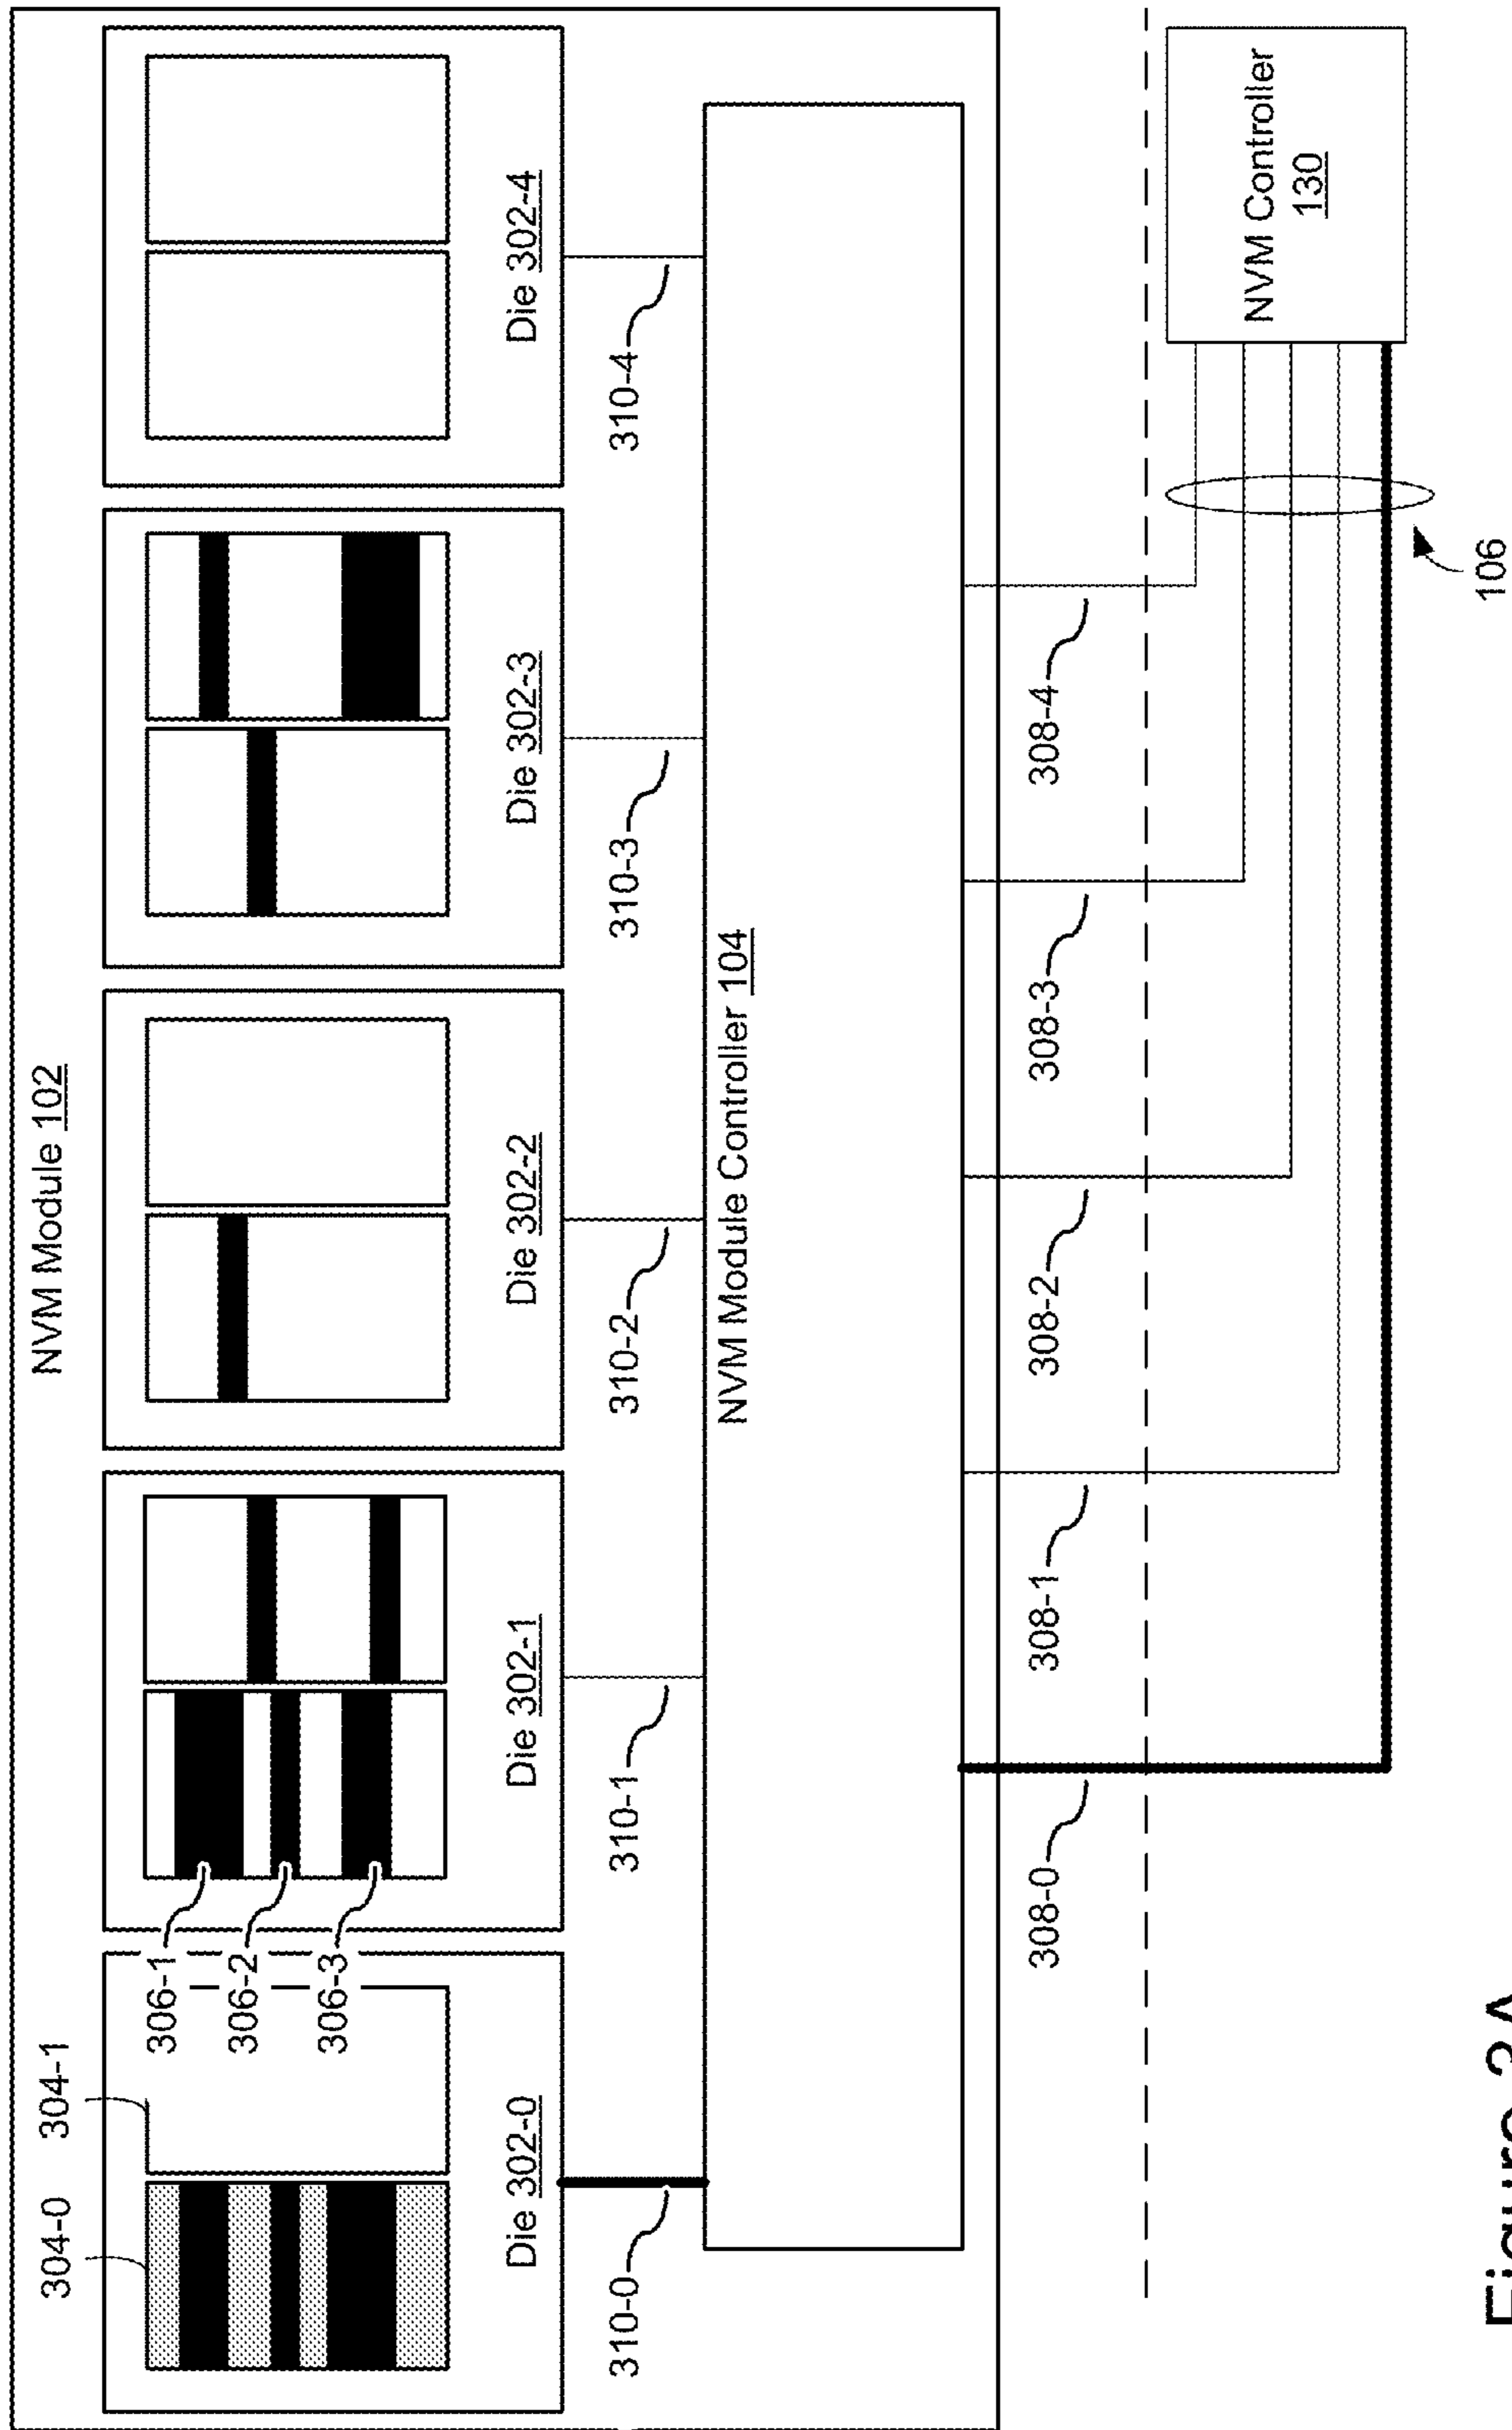 NVM Module 102
304-0
304-1
306-1
306-2
306-3
Die 302-0
Die 302-1
Die 302-2
Die 302-3
Die 302-4
310-0
310-1
310-2
310-3
310-4
NVM Module Controller 104
308-0
308-1
308-2
308-3
308-4
NVM Controller
130
106
Figure 3A